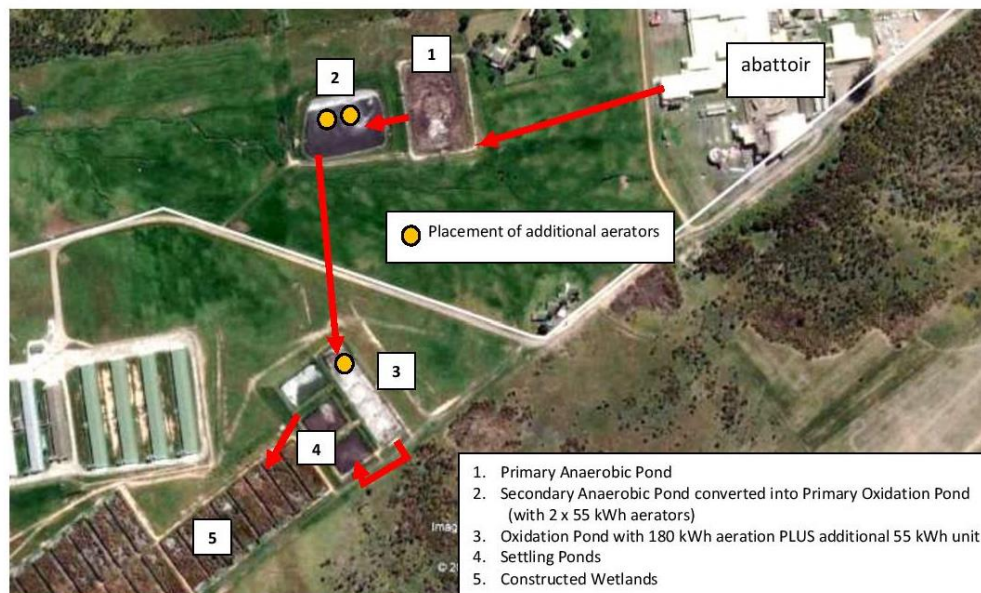 1
abattoir
2
Placement of additional aerators
3
4
5
1. Primary Anaerobic Pond
2. Secondary Anaerobic Pond converted into Primary Oxidation Pond
(with 2 x 55 kWh aerators)
3. Oxidation Pond with 180 kWh aeration PLUS additional 55 kWh unit
4. Settling Ponds
5. Constructed Wetlands
Imag
© 2